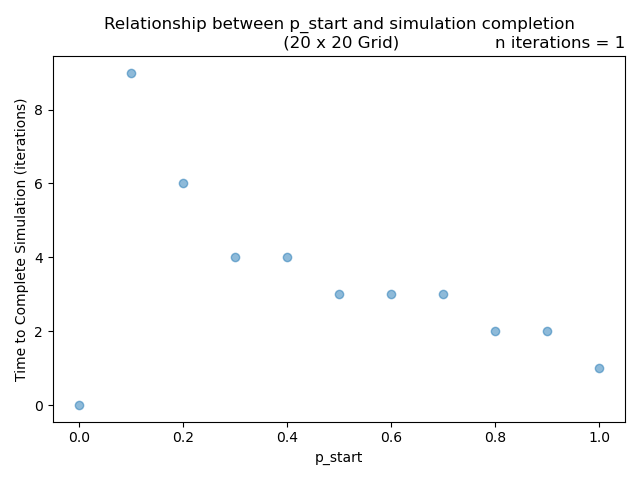 Relationship between p_start and simulation completion
(20 x 20 Grid) n iterations = 1
Time to Complete Simulation (iterations)
8
6
4
2
0
0.0 0.2 0.4 0.6 0.8 1.0
p_start